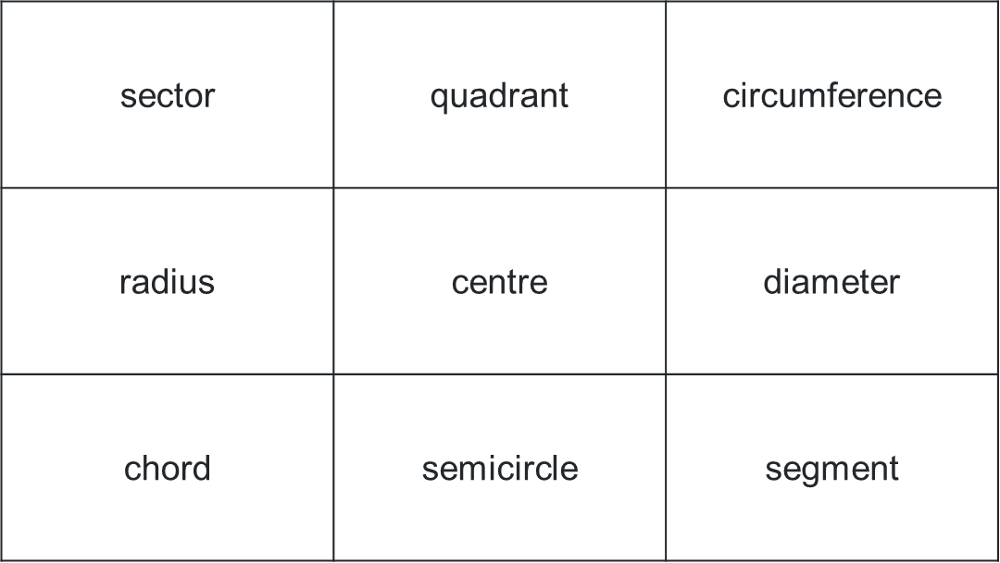 sector quadrant circumference
radius centre diameter
chord semicircle segment